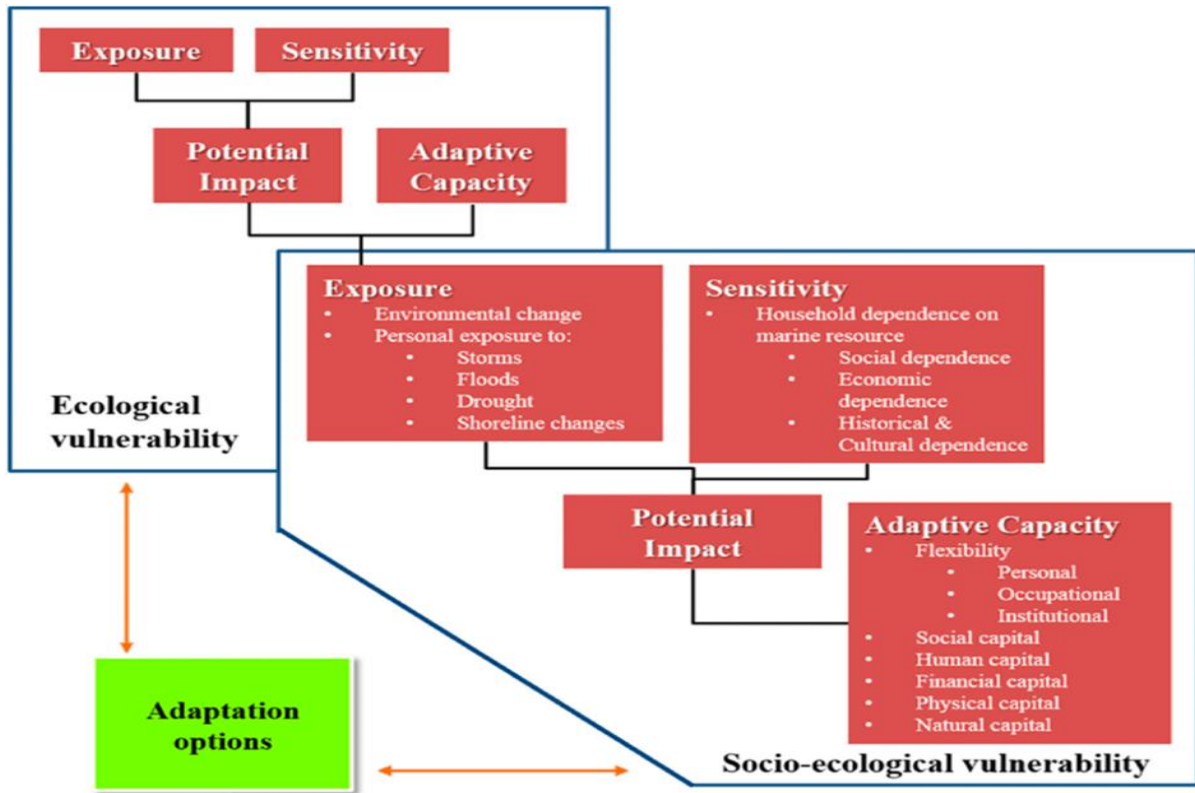 Exposure
Sensitivity
Potential
Impact
Adaptive
Capacity
Ecological
vulnerability
Exposure
• Environmental change
• Personal exposure to:
• Storms
• Floods
• Drought
• Shoreline changes
Sensitivity
• Household dependence on
marine resource
• Social dependence
• Economic
dependence
• Historical &
Cultural dependence
Potential
Impact
Adaptive Capacity
• Flexibility
• Personal
• Occupational
• Institutional
• Social capital
• Human capital
• Financial capital
• Physical capital
• Natural capital
Socio-ecological vulnerability
Adaptation
options